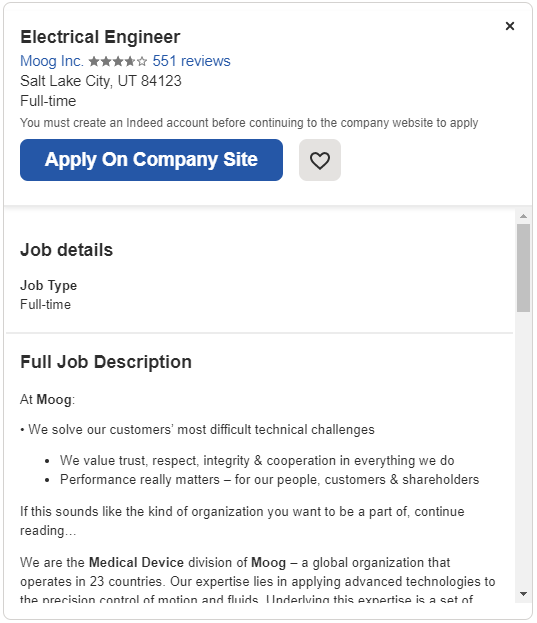 Electrical Engineer
Moog Inc. ★★★★☆ 551 reviews
Salt Lake City, UT 84123
Full-time
You must create an Indeed account before continuing to the company website to apply
Apply On Company Site
Job details
Job Type
Full-time
Full Job Description
At Moog:
• We solve our customers’ most difficult technical challenges
• We value trust, respect, integrity & cooperation in everything we do
• Performance really matters – for our people, customers & shareholders
If this sounds like the kind of organization you want to be a part of, continue
reading…
We are the Medical Device division of Moog – a global organization that
operates in 23 countries. Our expertise lies in applying advanced technologies to
the precision control of motion and fluids. Underlying this expertise is a set of